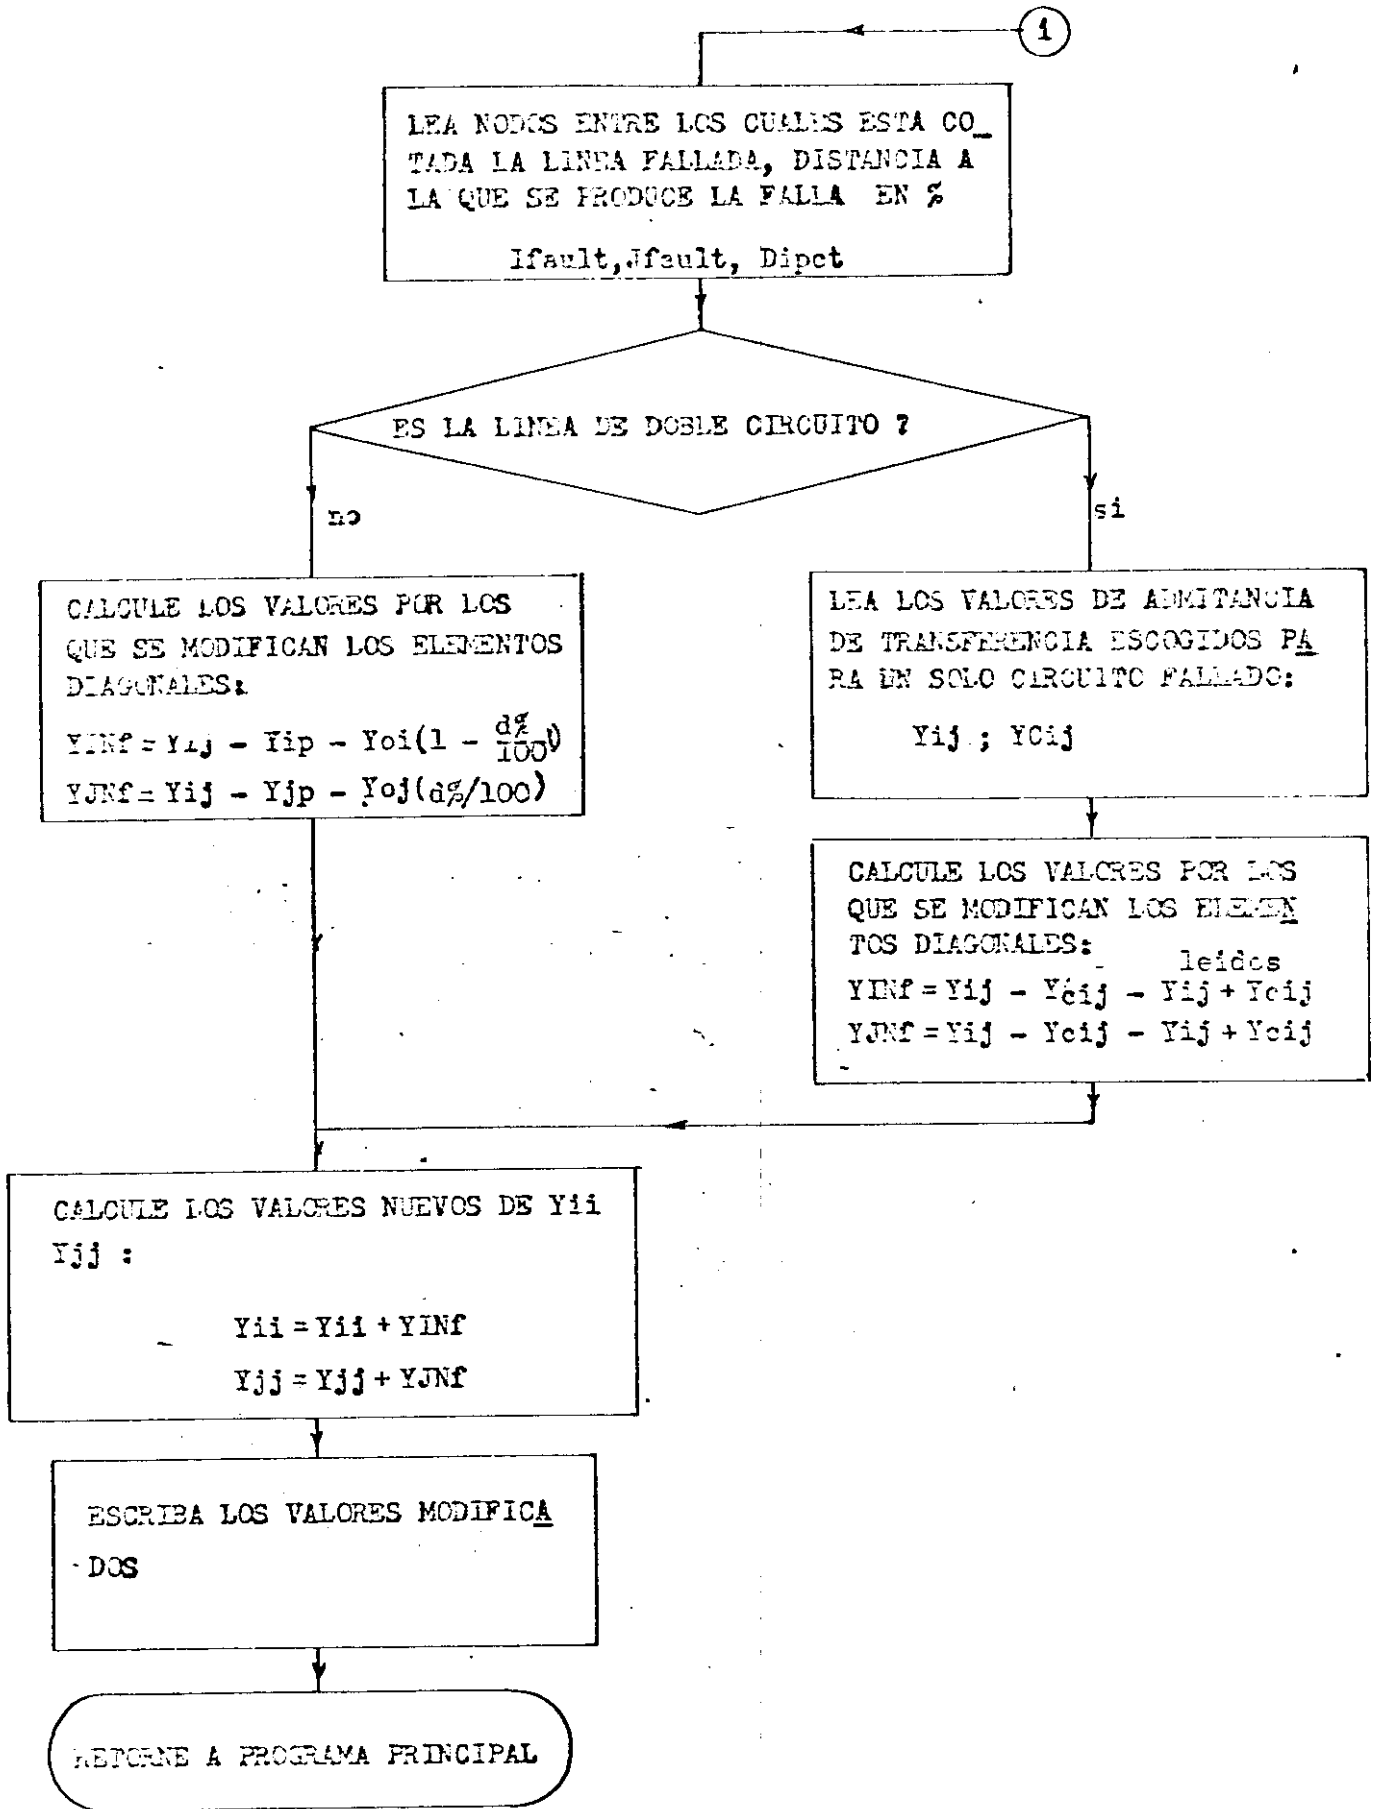 1
LEA NODOS ENTRE LOS CUALES ESTA CO_
TADA LA LINEA FALLADA, DISTANCIA A
LA QUE SE PRODUCE LA FALLA EN %
Ifault,Jfault, Dipct
ES LA LINEA DE DOBLE CIRCUITO ?
no
si
CALCULE LOS VALORES POR LOS
QUE SE MODIFICAN LOS ELEMENTOS
DIAGONALES:
YINf = Yij - Yip - Yoi(1 - d%/100)
YJNf = Yij - Yjp - Yoj(d%/100)
LEA LOS VALORES DE ADMITANCIA
DE TRANSFERENCIA ESCOGIDOS PA
RA UN SOLO CIRCUITO FALLADO:
Yij ; YCij
CALCULE LOS VALORES POR LOS
QUE SE MODIFICAN LOS ELEMEN
TOS DIAGONALES:
leidos
YINf = Yij - Ycij - Yij + Ycij
YJNf = Yij - Ycij - Yij + Ycij
CALCULE LOS VALORES NUEVOS DE Yii
Yjj :
Yii = Yii + YINf
Yjj = Yjj + YJNf
ESCRIBA LOS VALORES MODIFICA
DOS
RETORNE A PROGRAMA PRINCIPAL